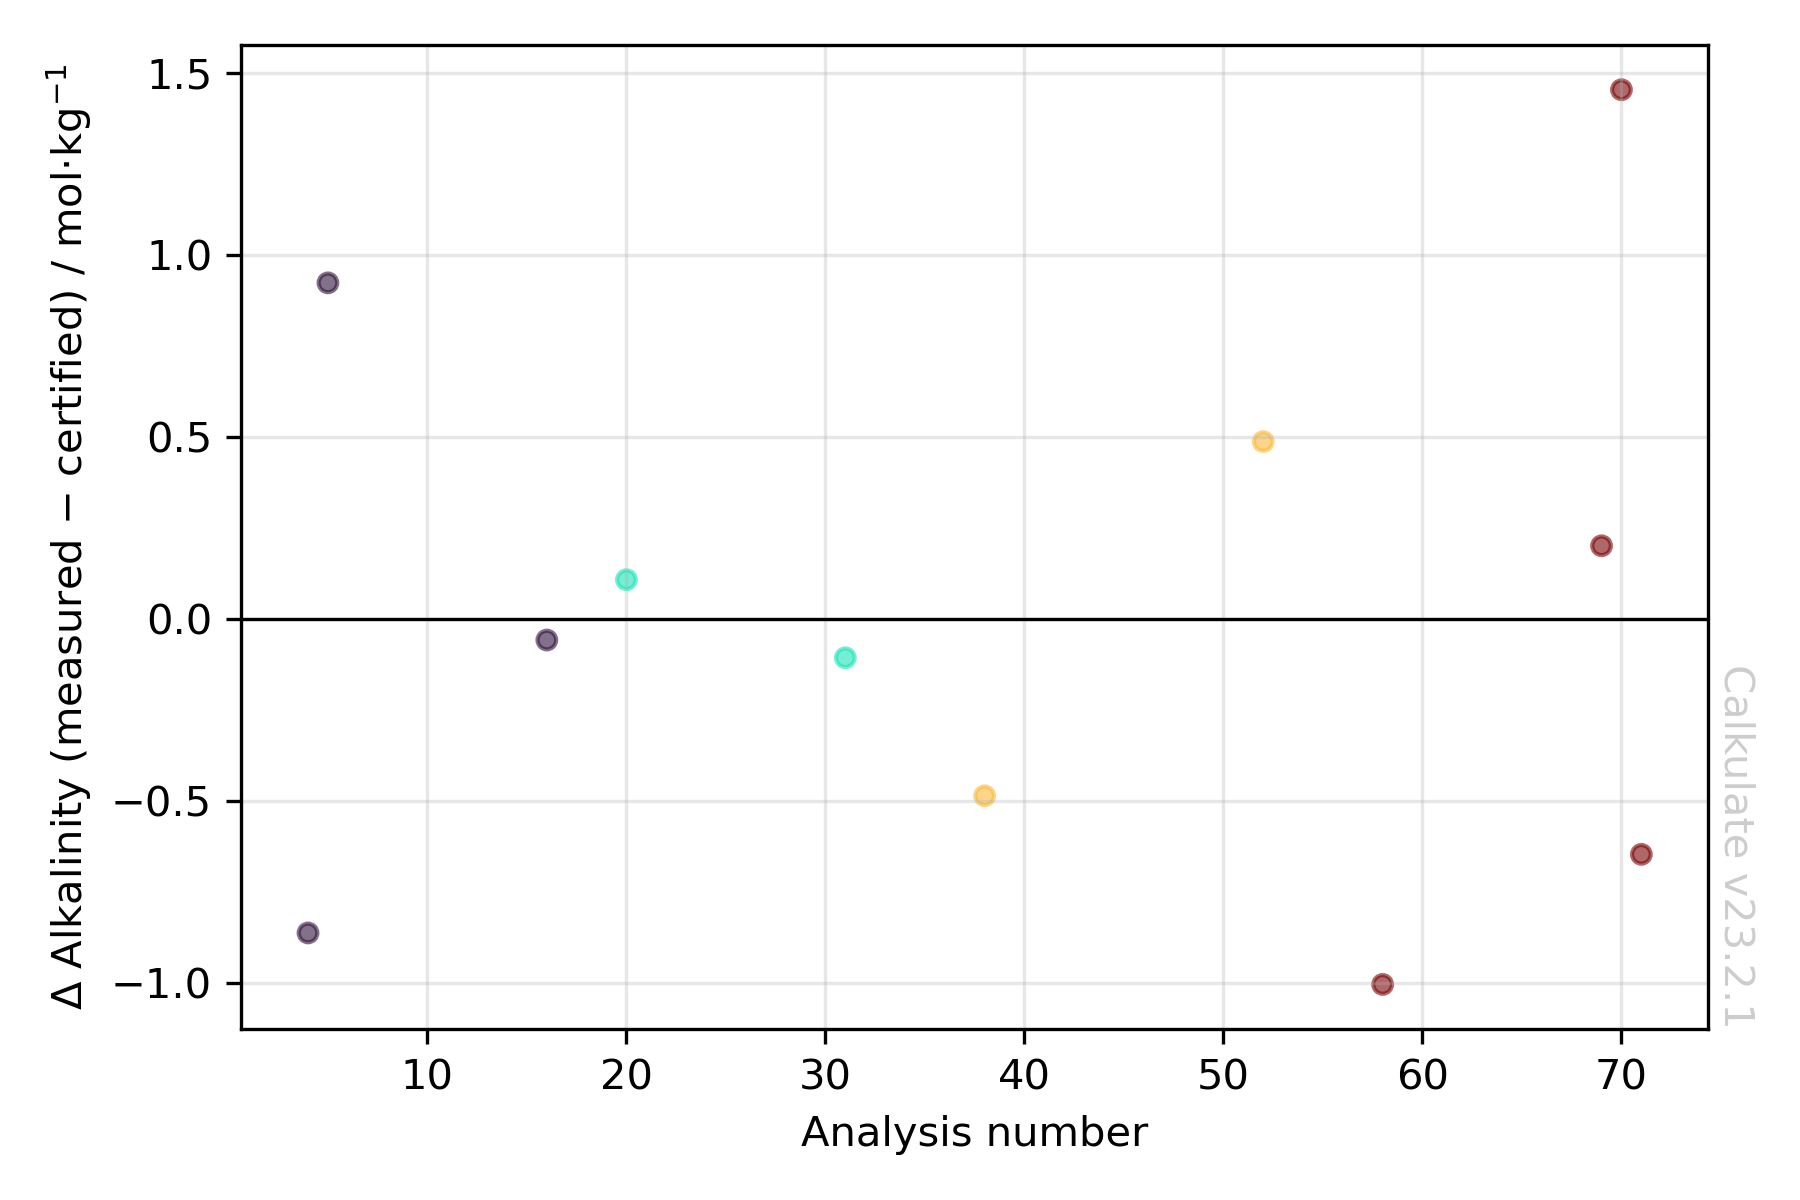 Δ Alkalinity (measured − certified) / mol·kg⁻¹
1.5
1.0
0.5
0.0
−0.5
−1.0
10 20 30 40 50 60 70
Analysis number
Calkulate v23.2.1